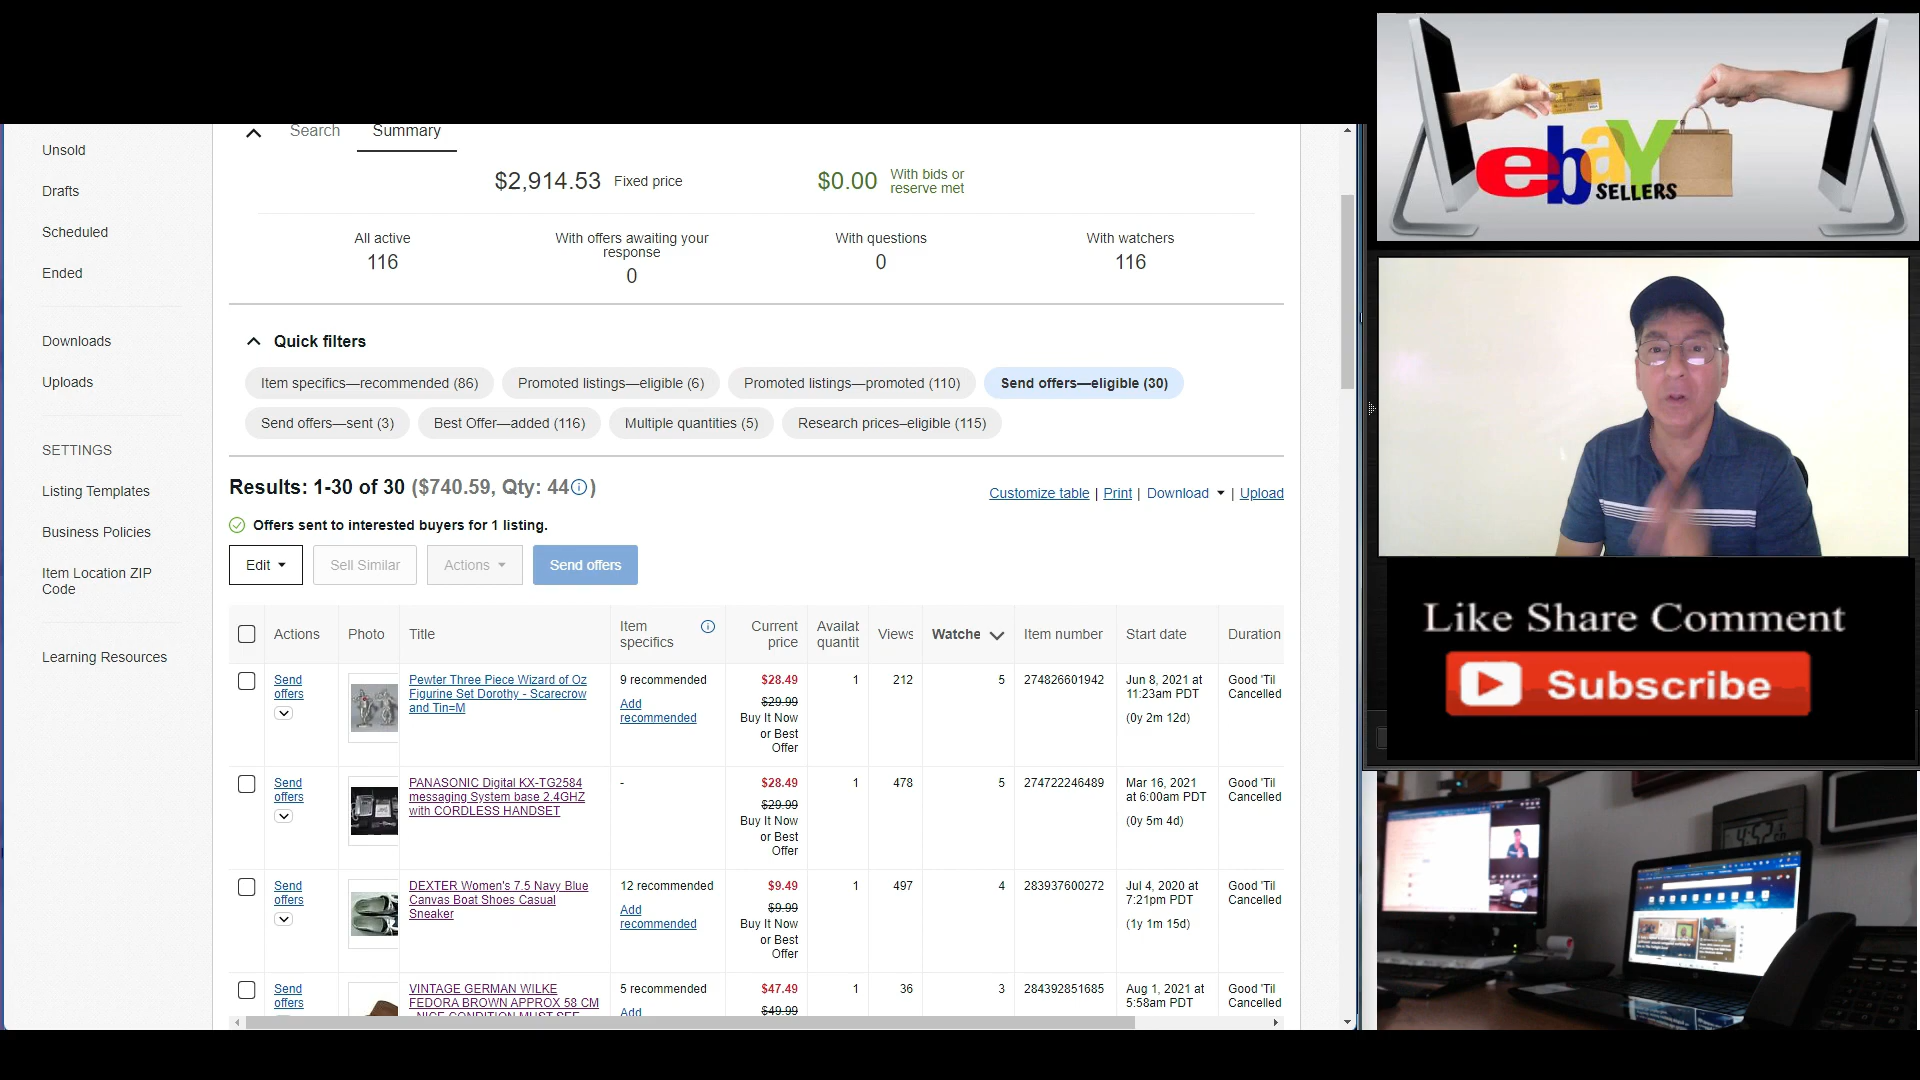 Search Summary
Unsold
Drafts
Scheduled
Ended
Downloads
Uploads
SETTINGS
Listing Templates
Business Policies
Item Location ZIP
Code
Learning Resources
$2,914.53 Fixed price
$0.00 With bids or
reserve met
All active
116
With offers awaiting your
response
0
With questions
0
With watchers
116
Quick filters
Item specifics—recommended (86)
Promoted listings—eligible (6)
Promoted listings—promoted (110)
Send offers—eligible (30)
Send offers—sent (3)
Best Offer—added (116)
Multiple quantities (5)
Research prices–eligible (115)
Results: 1-30 of 30 ($740.59, Qty: 44 )
Customize table | Print | Download | Upload
Offers sent to interested buyers for 1 listing.
Edit
Sell Similar
Actions
Send offers
Actions
Photo
Title
Item
specifics
Current
price
Availat
quantit
Views
Watche
Item number
Start date
Duration
Send
offers
Pewter Three Piece Wizard of Oz
Figurine Set Dorothy - Scarecrow
and Tin=M
9 recommended
Add
recommended
$28.49
$29.99
Buy It Now
or Best
Offer
1
212
5
274826601942
Jun 8, 2021 at
11:23am PDT
(0y 2m 12d)
Good 'Til
Cancelled
Send
offers
PANASONIC Digital KX-TG2584
messaging System base 2.4GHZ
with CORDLESS HANDSET
-
$28.49
$29.99
Buy It Now
or Best
Offer
1
478
5
274722246489
Mar 16, 2021
at 6:00am PDT
(0y 5m 4d)
Good 'Til
Cancelled
Send
offers
DEXTER Women's 7.5 Navy Blue
Canvas Boat Shoes Casual
Sneaker
12 recommended
Add
recommended
$9.49
$9.99
Buy It Now
or Best
Offer
1
497
4
283937600272
Jul 4, 2020 at
7:21pm PDT
(1y 1m 15d)
Good 'Til
Cancelled
Send
offers
VINTAGE GERMAN WILKE
FEDORA BROWN APPROX 58 CM
- NICE CONDITION MUST SEE
5 recommended
Add
$47.49
$49.99
1
36
3
284392851685
Aug 1, 2021 at
5:58am PDT
Good 'Til
Cancelled
ebay
SELLERS
Like Share Comment
Subscribe